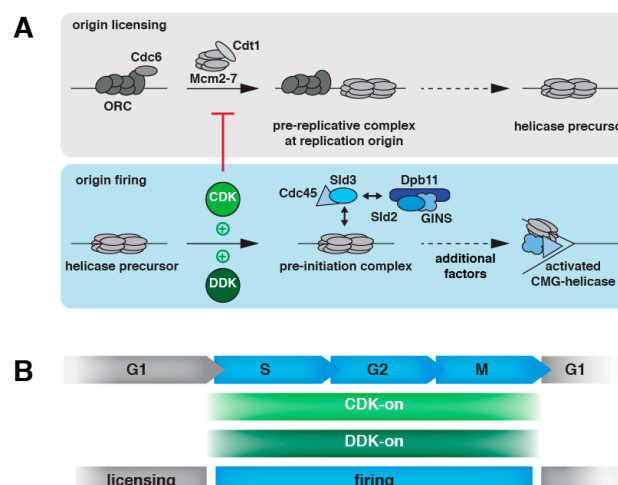 A
origin licensing
Cdc6
Cdt1
Mcm2-7
ORC
pre-replicative complex
at replication origin
helicase precursor
origin firing
CDK
+
+
DDK
Cdc45
Sld3
Dpb11
Sld2
GINS
helicase precursor
pre-initiation complex
additional
factors
activated
CMG-helicase
B
G1
S
G2
M
G1
CDK-on
DDK-on
licensing
firing